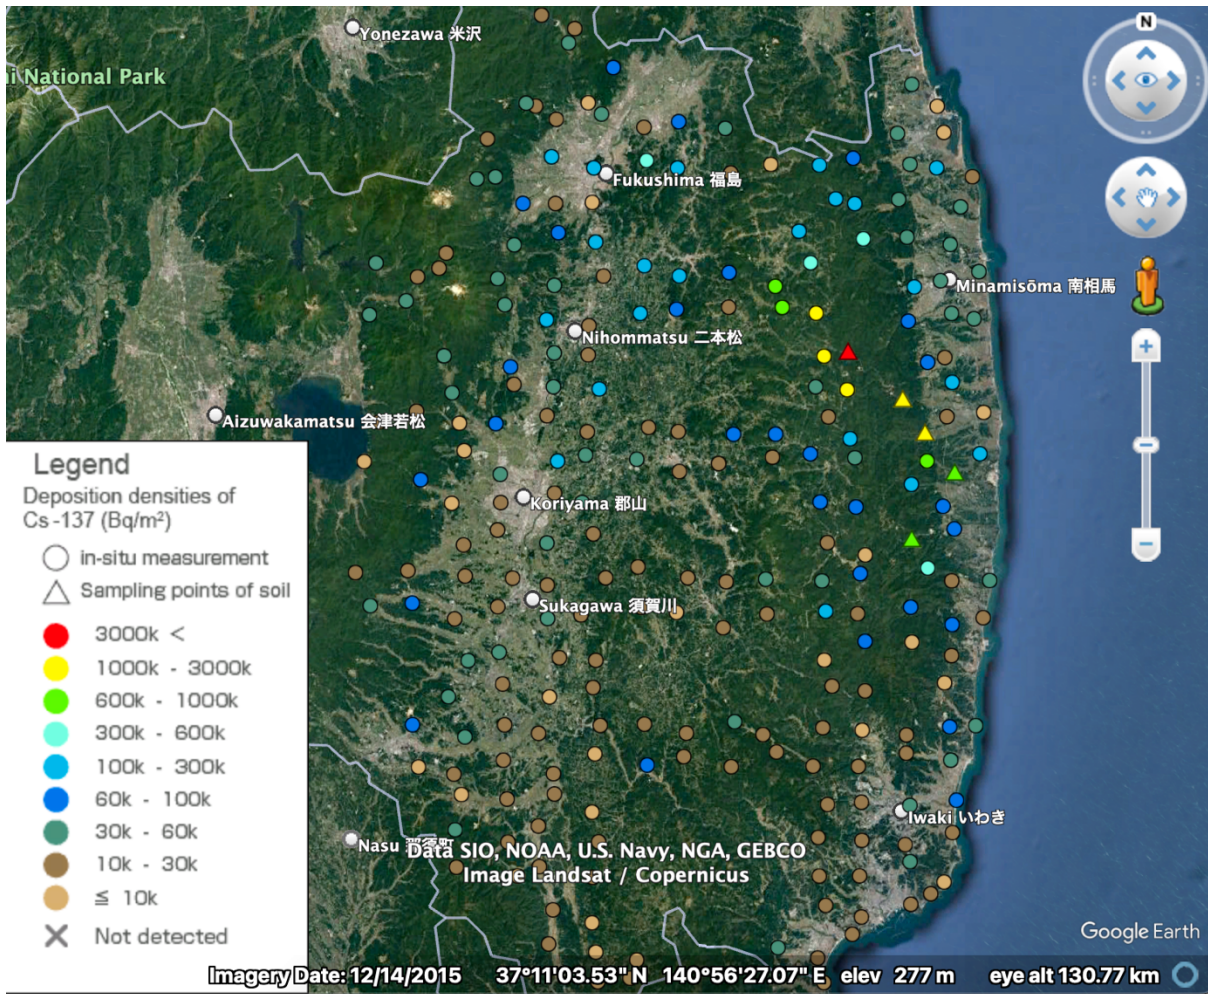 Yonezawa 米沢
i National Park
N
Fukushima 福島
Minamisōma 南相馬
Nihommatsu 二本松
Aizuwakamatsu 会津若松
Legend
Deposition densities of
Cs-137 (Bq/m²)
in-situ measurement
Sampling points of soil
3000k <
1000k - 3000k
600k - 1000k
300k - 600k
100k - 300k
60k - 100k
30k - 60k
10k - 30k
≦ 10k
Not detected
Koriyama 郡山
Sukagawa 須賀川
Iwaki いわき
Nasu 那須町
Data SIO, NOAA, U.S. Navy, NGA, GEBCO
Image Landsat / Copernicus
Google Earth
Imagery Date: 12/14/2015 37°11'03.53" N 140°56'27.07" E elev 277 m eye alt 130.77 km